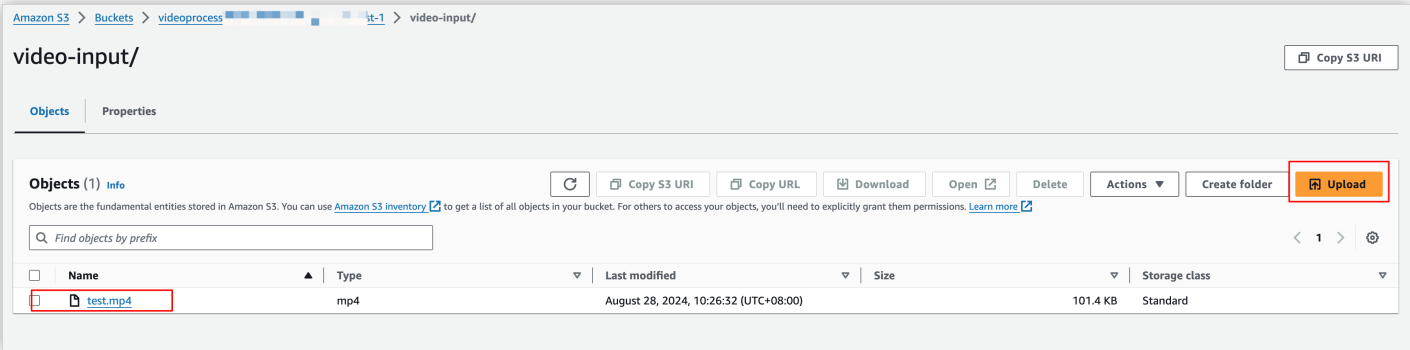 Amazon S3 > Buckets > videoprocess st-1 > video-input/
video-input/
Copy S3 URI
Objects Properties
Objects (1) Info
Copy S3 URI Copy URL Download Open Delete Actions ▼ Create folder Upload
Objects are the fundamental entities stored in Amazon S3. You can use Amazon S3 inventory to get a list of all objects in your bucket. For others to access your objects, you'll need to explicitly grant them permissions. Learn more
Find objects by prefix
< 1 >
Name Type Last modified Size Storage class
test.mp4 mp4 August 28, 2024, 10:26:32 (UTC+08:00) 101.4 KB Standard